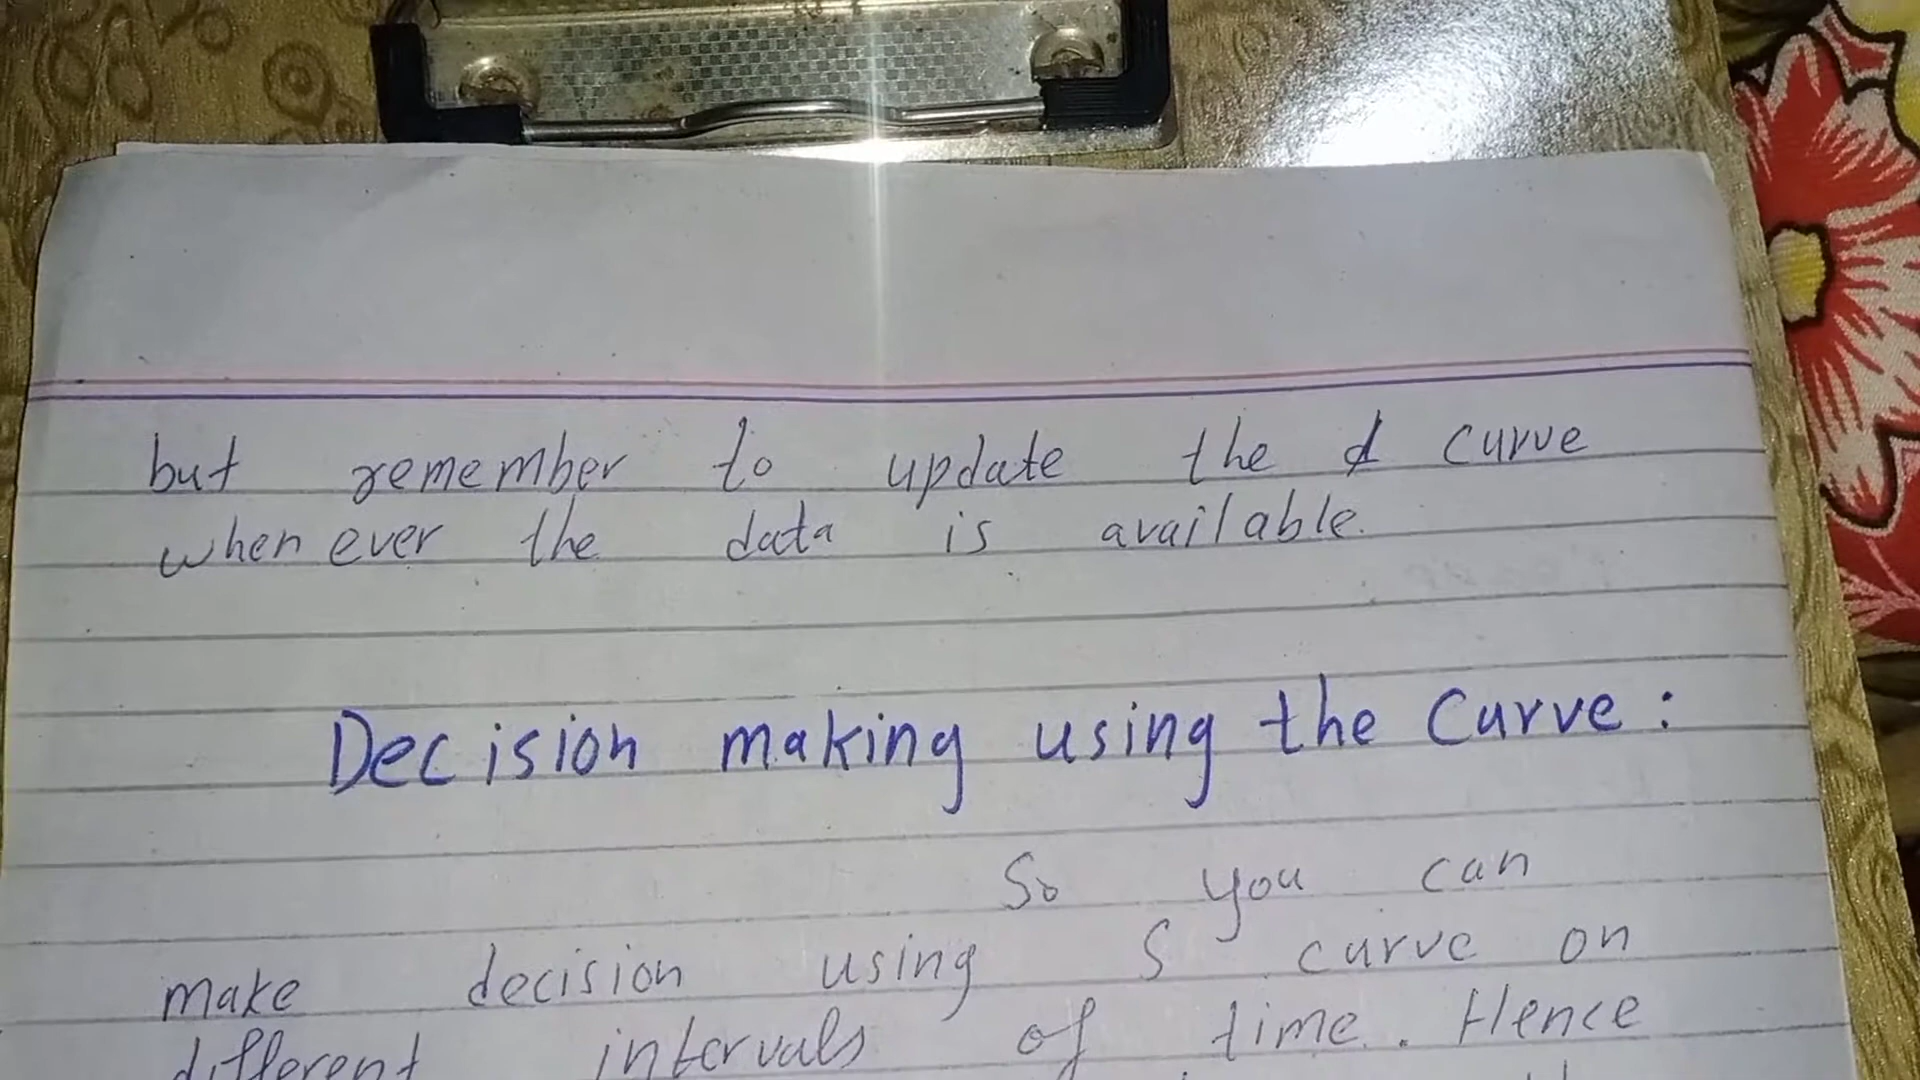 but remember to update the curve
when ever the data is available.
Decision making using the Curve :
So you can
make decision using S curve on
different intervals of time. Hence